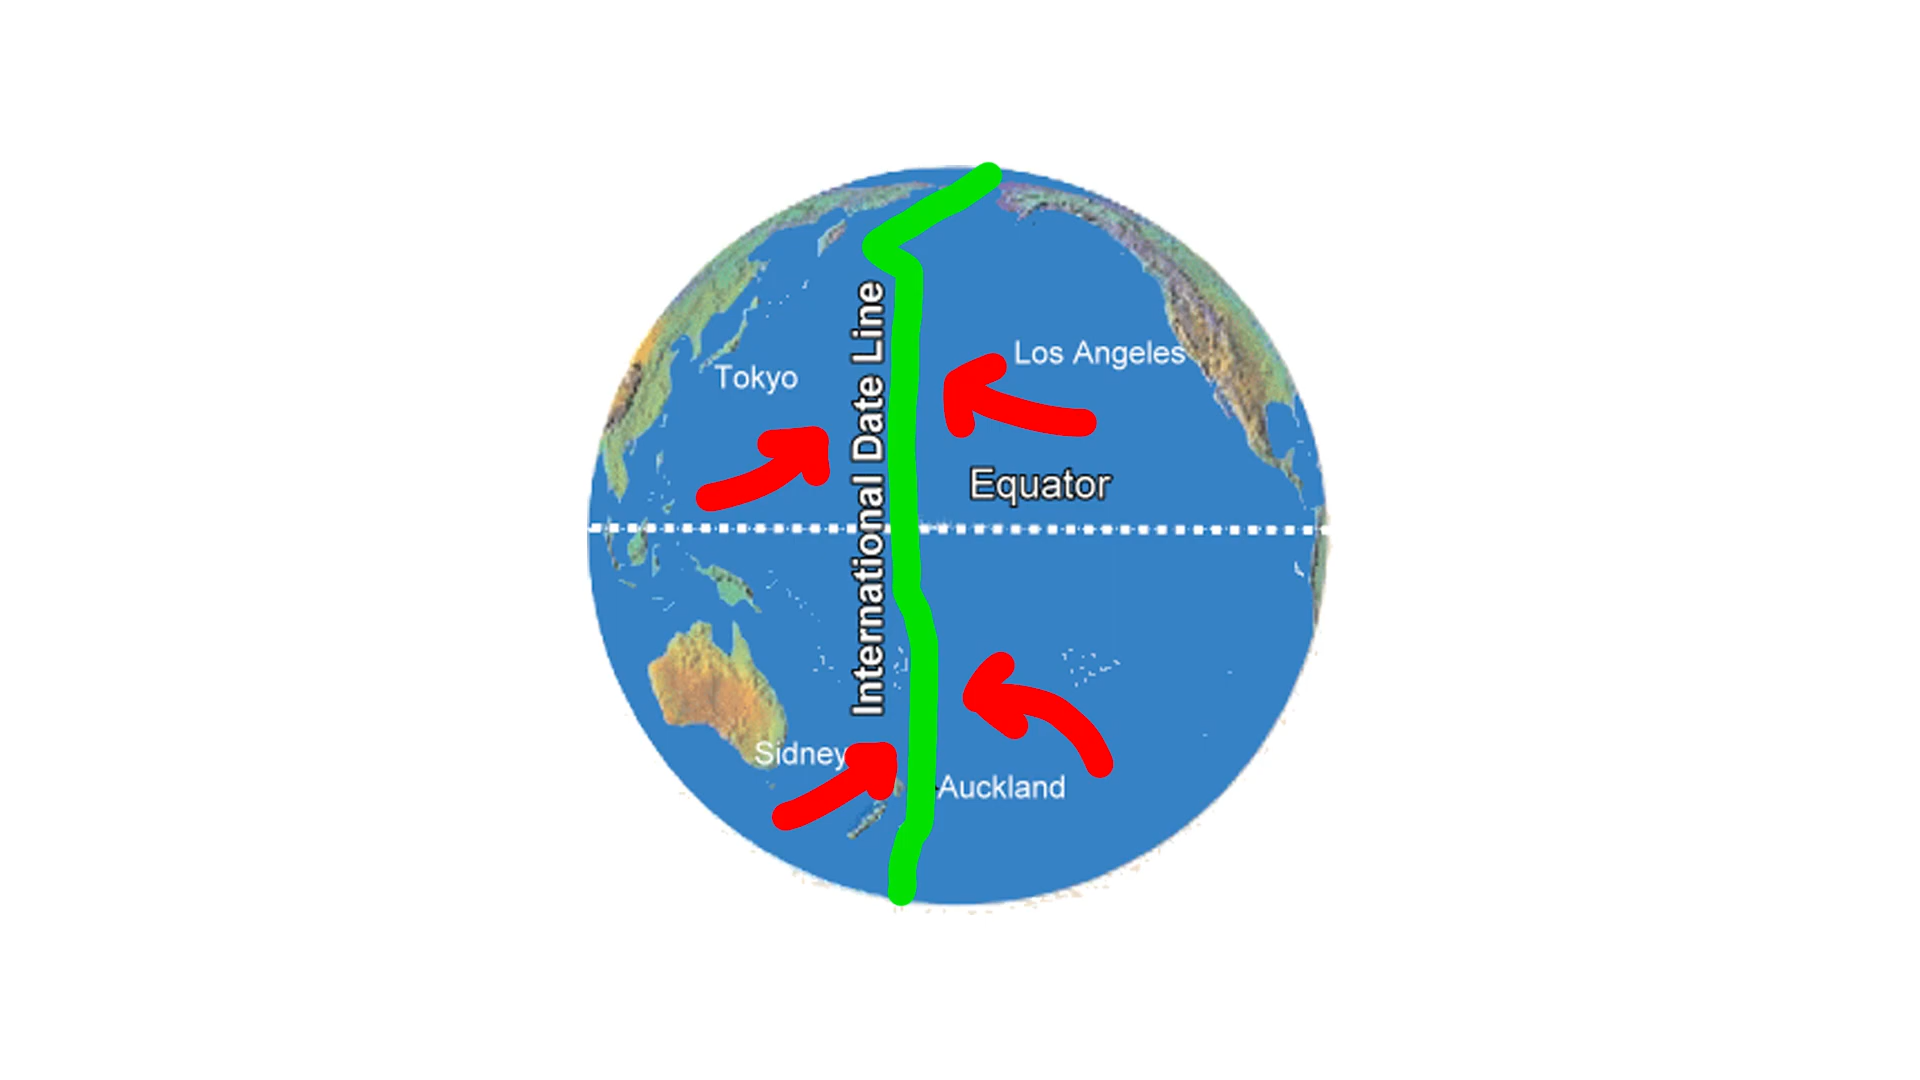 International Date Line
Los Angeles
Tokyo
Equator
Sidney
Auckland